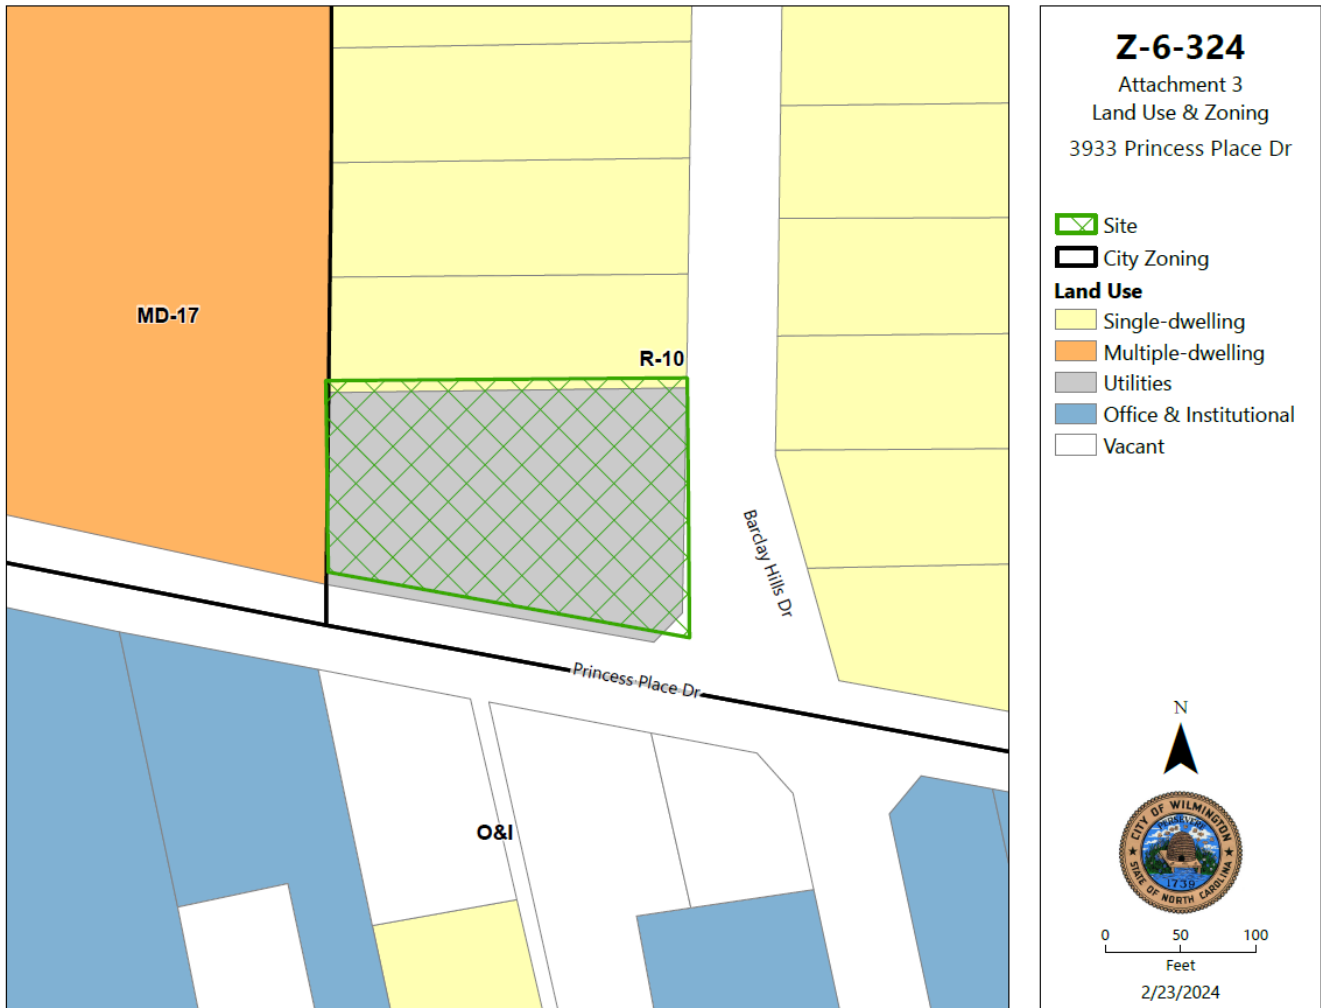 MD-17
R-10
Barclay Hills Dr
Princess Place Dr
O&I
Z-6-324
Attachment 3
Land Use & Zoning
3933 Princess Place Dr
Site
City Zoning
Land Use
Single-dwelling
Multiple-dwelling
Utilities
Office & Institutional
Vacant
N
CITY OF WILMINGTON
PERSEVERE
1739
STATE OF NORTH CAROLINA
0 50 100
Feet
2/23/2024